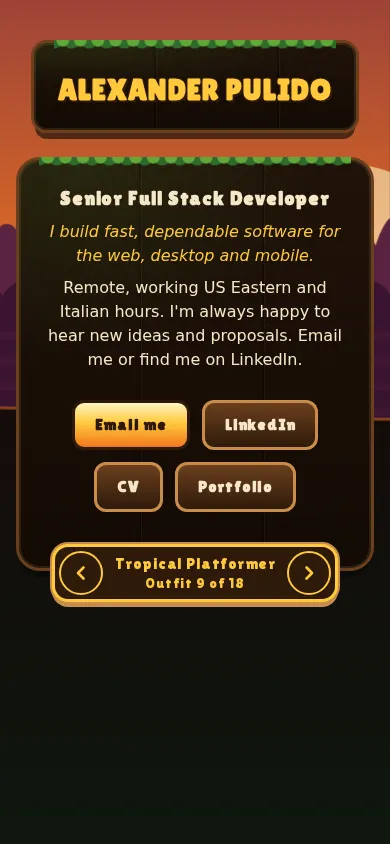 ALEXANDER PULIDO
Senior Full Stack Developer
I build fast, dependable software for
the web, desktop and mobile.
Remote, working US Eastern and
Italian hours. I'm always happy to
hear new ideas and proposals. Email
me or find me on LinkedIn.
Email me
LinkedIn
CV
Portfolio
Tropical Platformer
Outfit 9 of 18